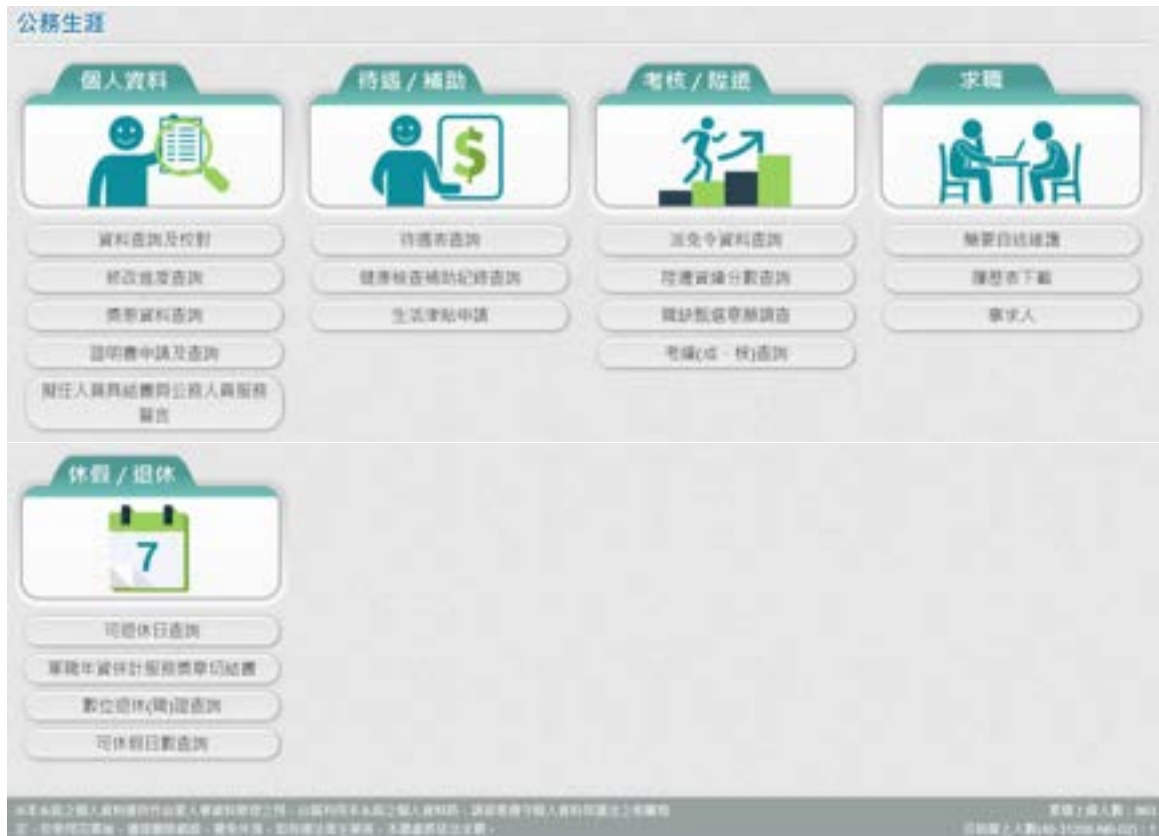 公務生涯
個人資料
待遇 / 補助
考核 / 陞遷
求職
資料查詢及校對
待遇表查詢
派免令資料查詢
簡要自述維護
修改進度查詢
健康檢查補助紀錄查詢
陞遷資績分數查詢
履歷表下載
獎懲資料查詢
生活津貼申請
職缺甄選意願調查
事求人
證明書申請及查詢
考績(成、核)查詢
擬任人員具結書與公務人員服務
誓言
休假 / 退休
7
可退休日查詢
軍職年資併計服務獎章切結書
數位退休(職)證查詢
可休假日數查詢